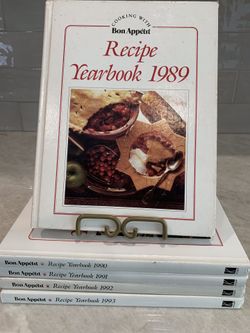 COOKING WITH
Bon Appétit
Recipe
Yearbook 1989
Bon Appétit • Recipe Yearbook 1990
Bon Appétit • Recipe Yearbook 1991
Bon Appétit • Recipe Yearbook 1992
Bon Appétit • Recipe Yearbook 1993